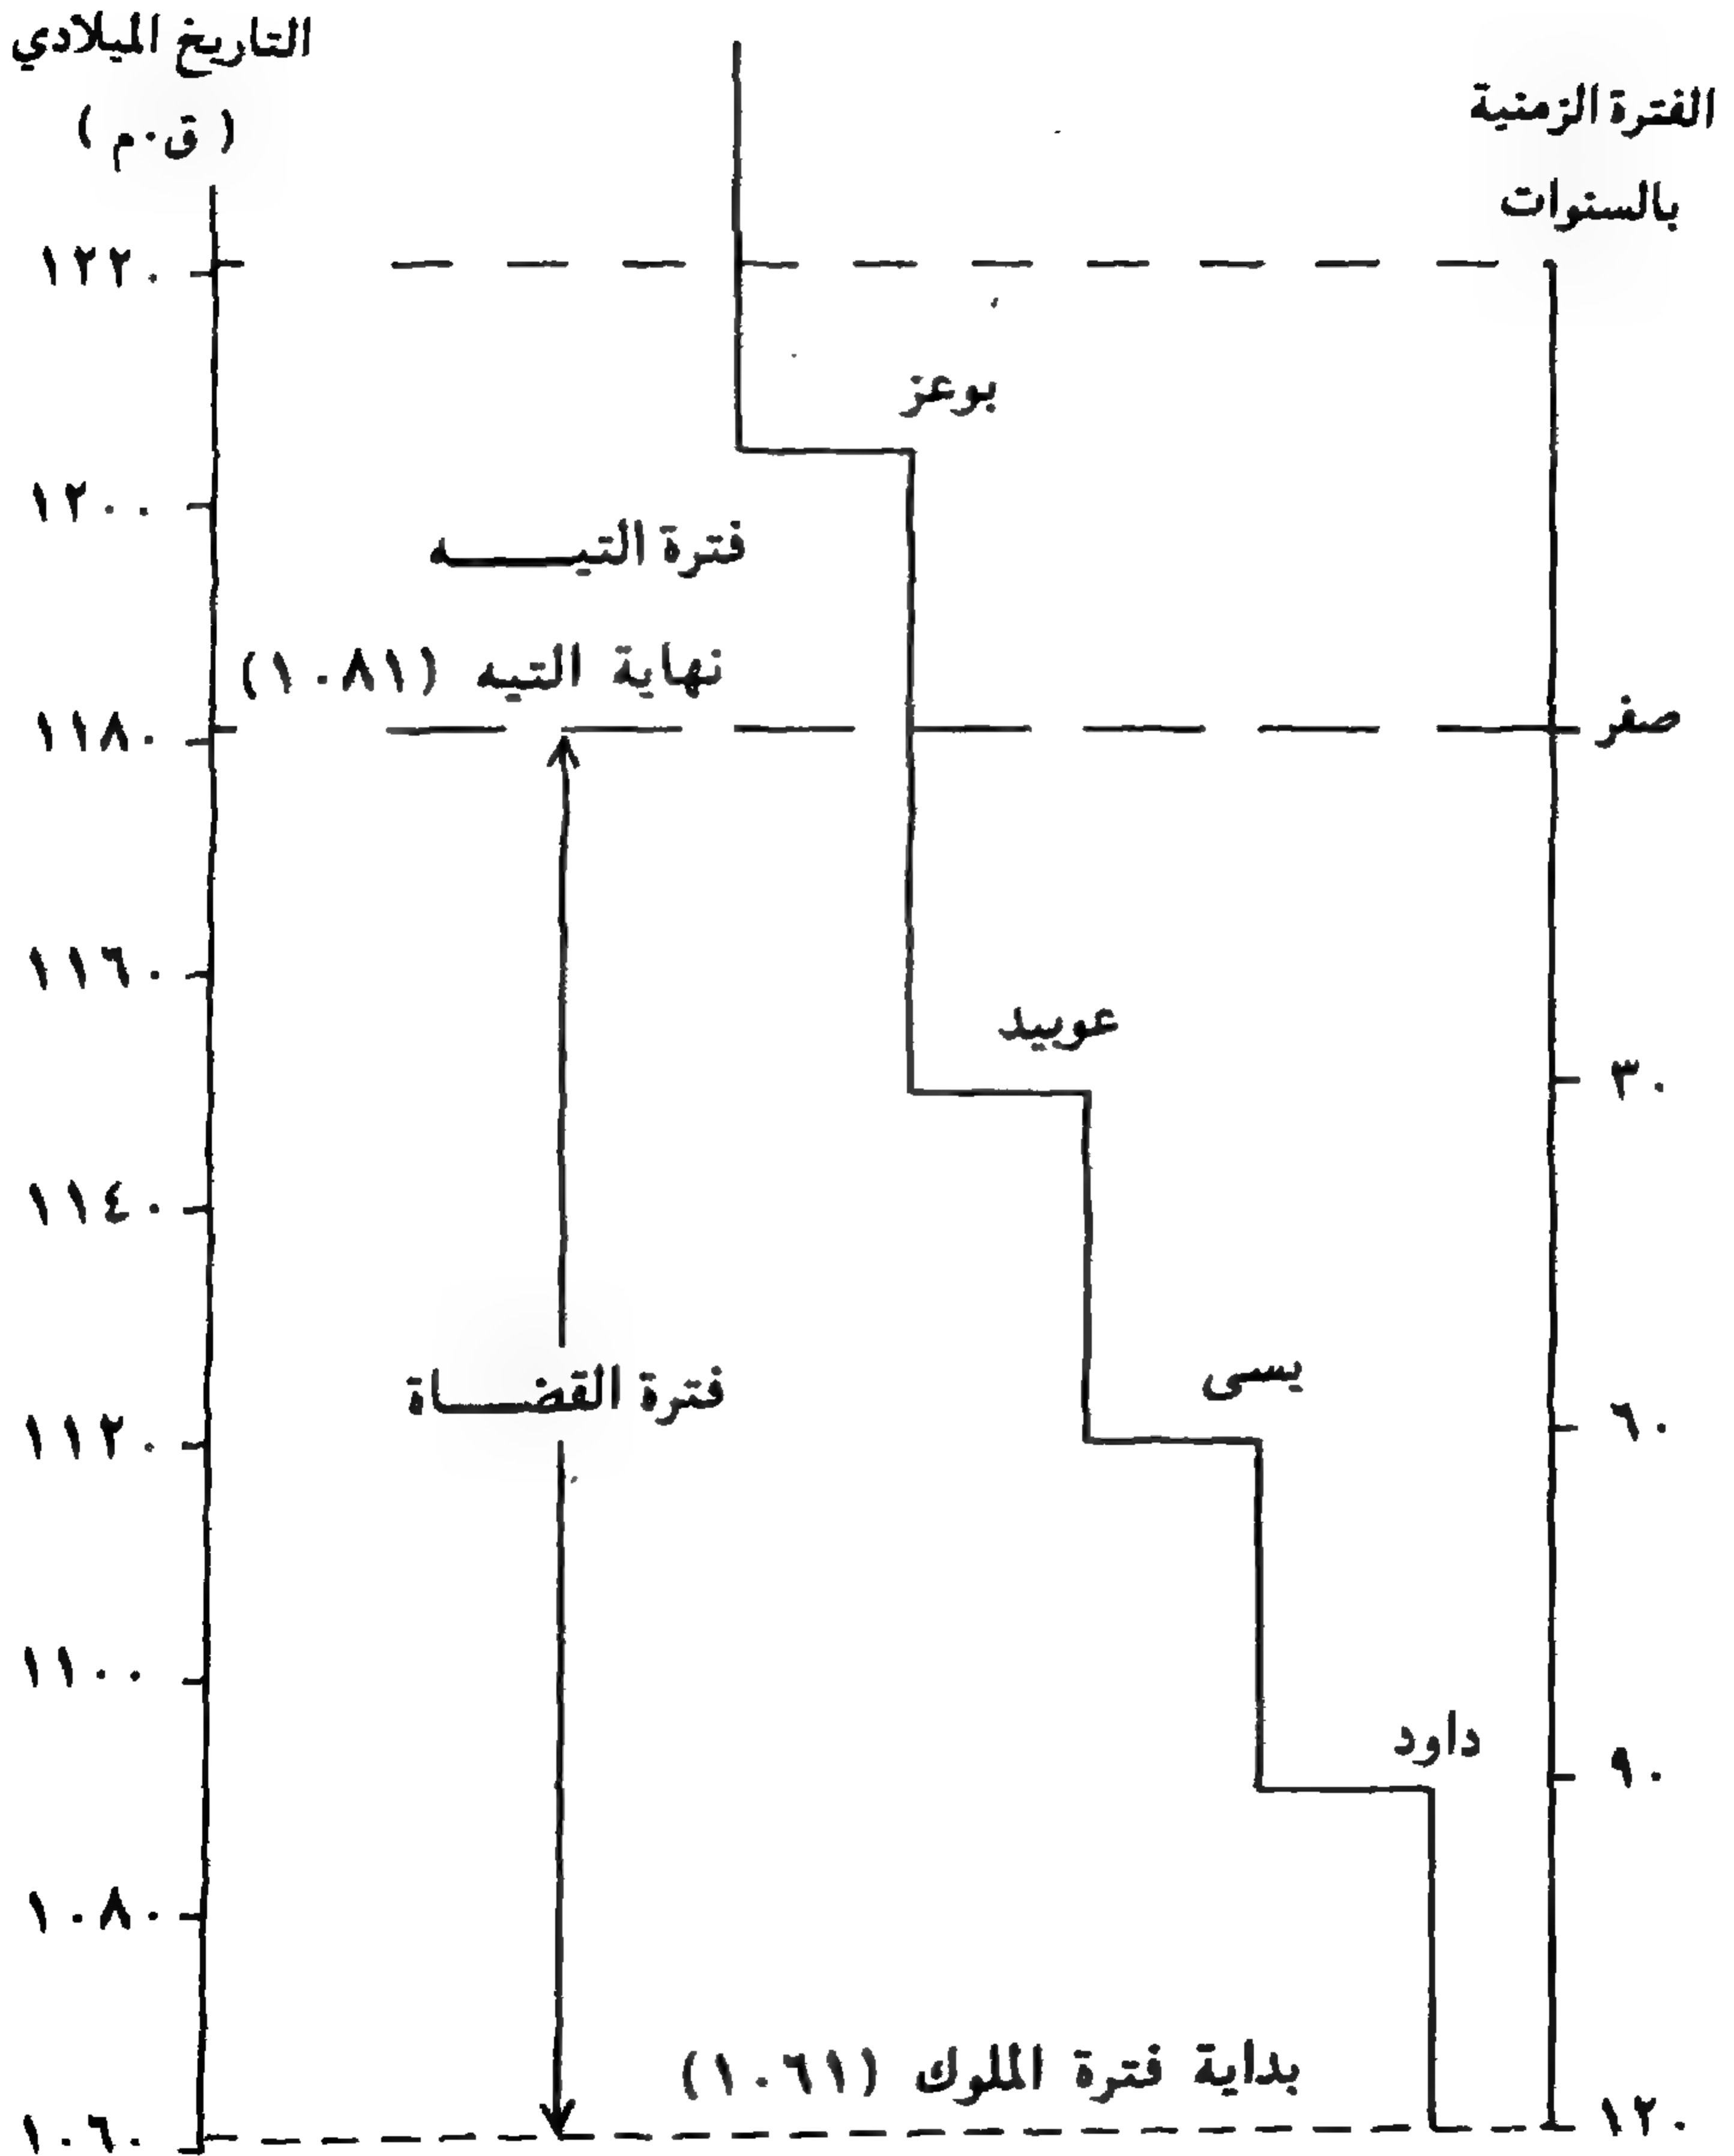 التاريخ الميلادي
(ق.م)
الفترة الزمنية
بالسنوات
١٢٢٠
بوعز
١٢٠٠
فترة التيـــــه
نهاية التيه (١٠٨١)
١١٨٠
صفر
١١٦٠
عوبيد
٣٠
١١٤٠
يسى
فترة القضـــاة
٦٠
١١٢٠
١١٠٠
داود
٩٠
١٠٨٠
بداية فترة الملوك (١٠٦١)
١٢٠
١٠٦٠